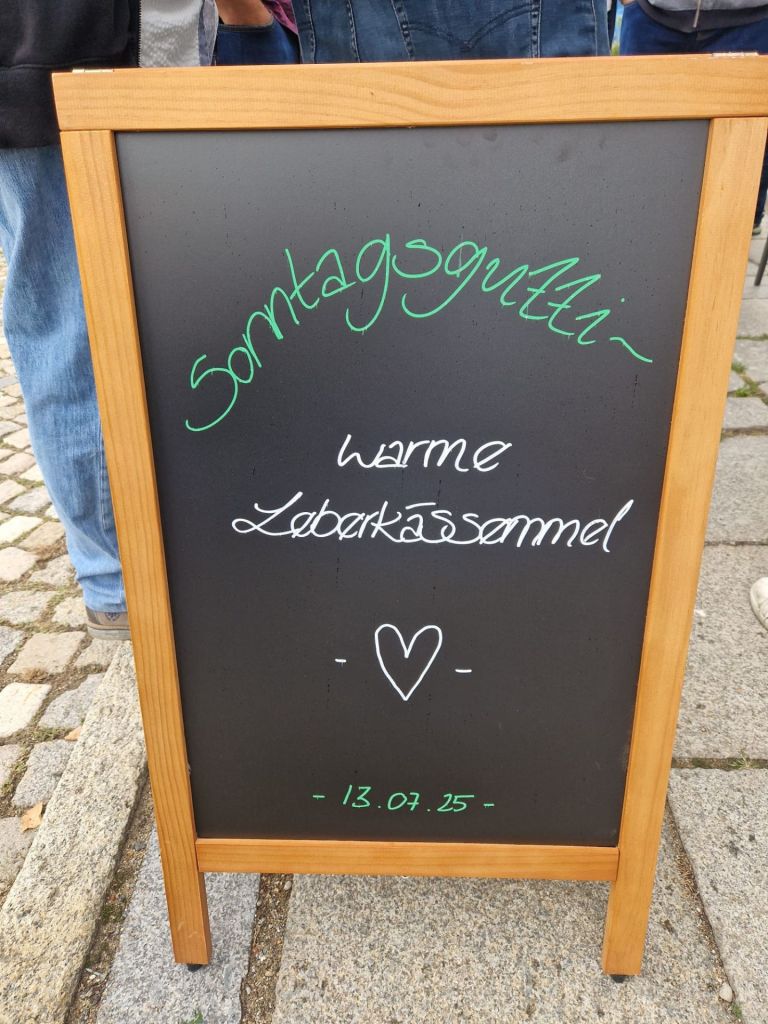 Sonntagsgutti~
warme
Leberkässemmel
- ♡ -
- 13.07.25 -